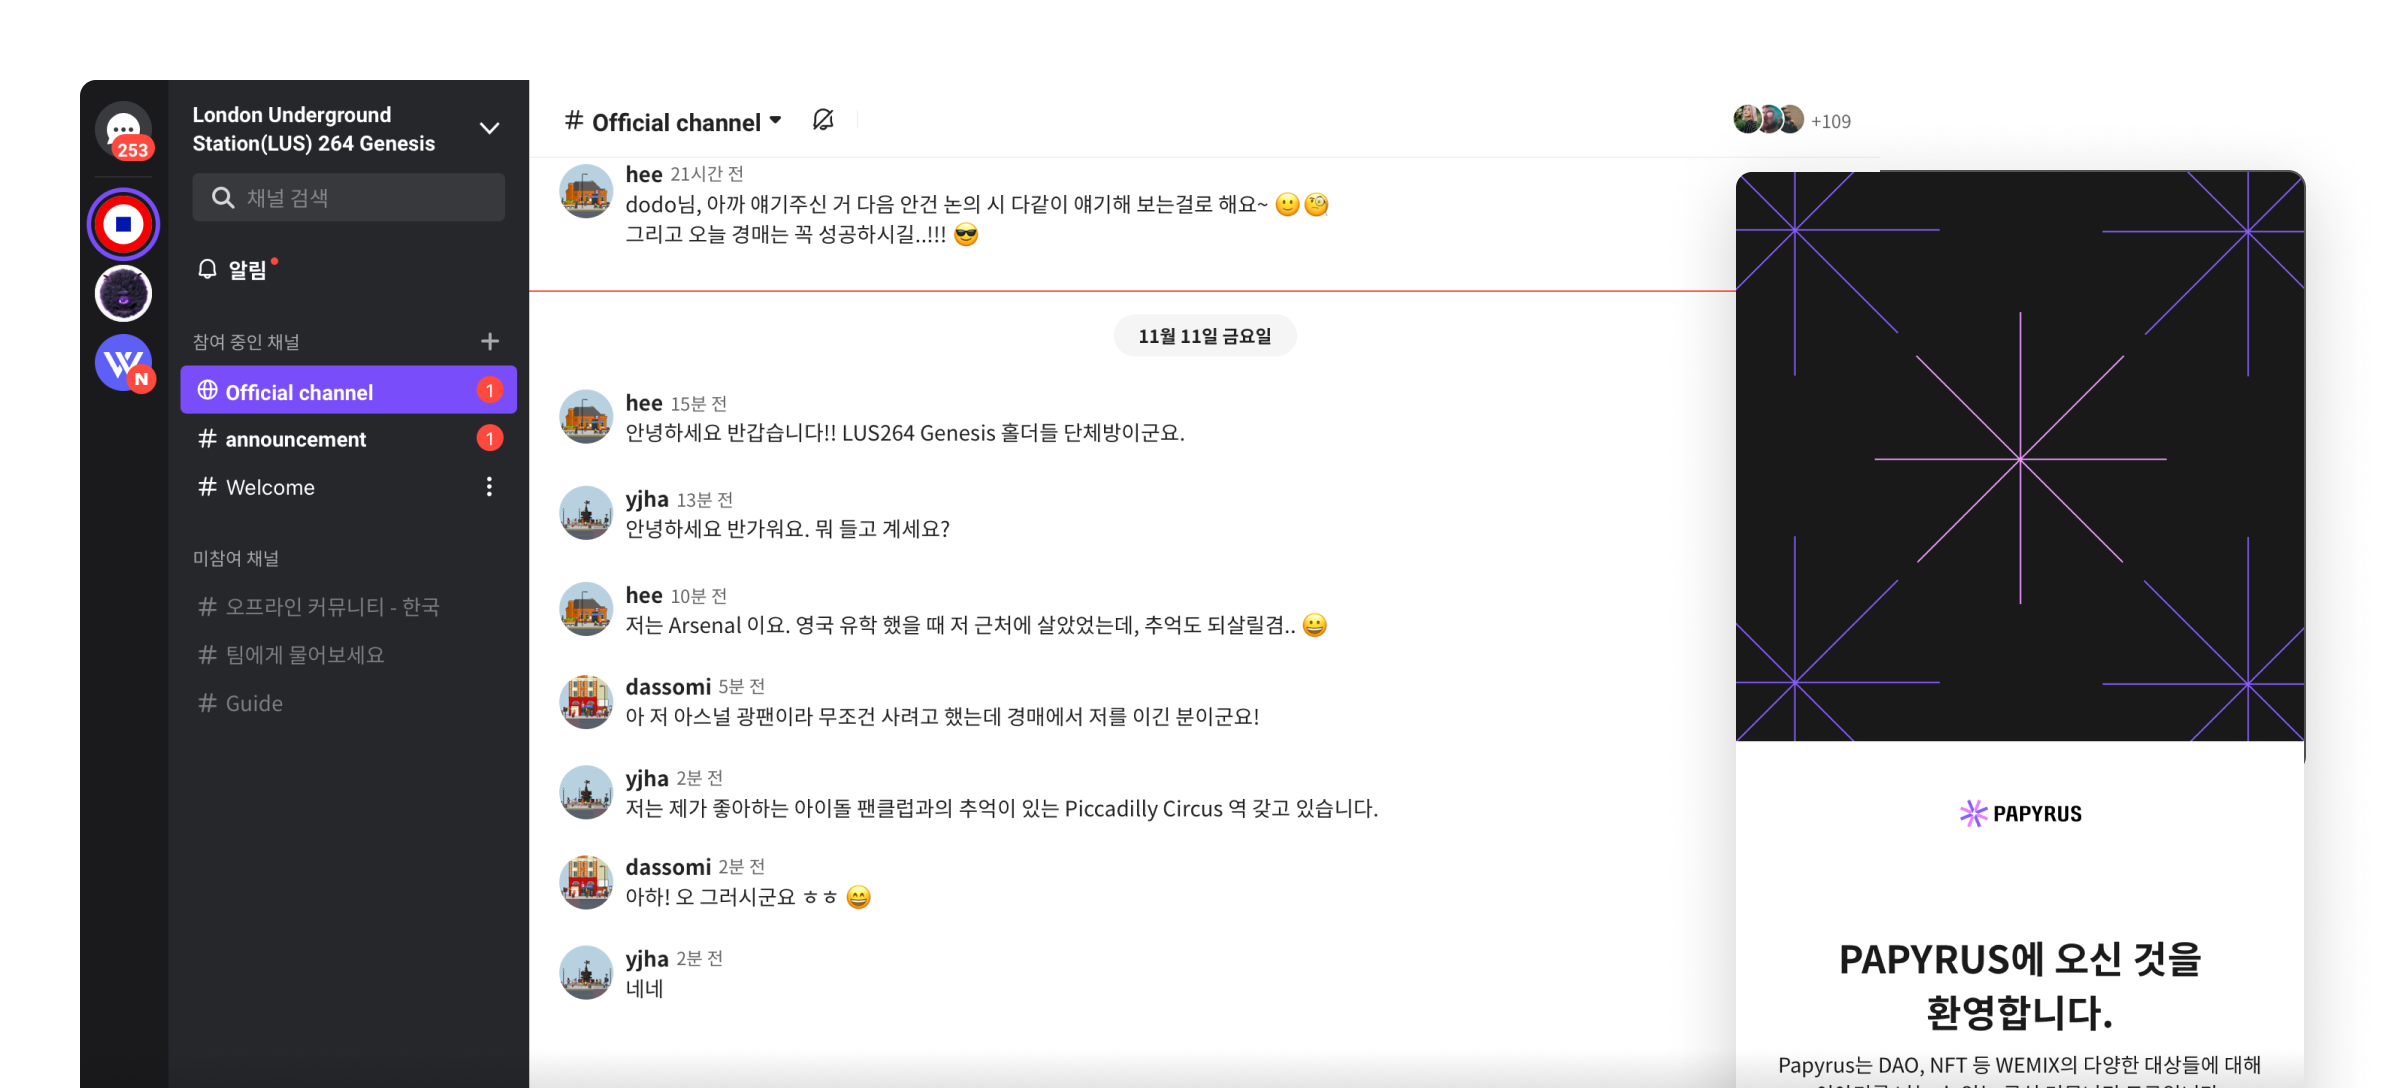 253
N
London Underground
Station(LUS) 264 Genesis
채널 검색
알림
참여 중인 채널
Official channel 1
# announcement 1
# Welcome
미참여 채널
# 오프라인 커뮤니티 - 한국
# 팀에게 물어보세요
# Guide
# Official channel
+109
hee 21시간 전
dodo님, 아까 얘기주신 거 다음 안건 논의 시 다같이 얘기해 보는걸로 해요~ 🙂🧐
그리고 오늘 경매는 꼭 성공하시길..!!! 😎
11월 11일 금요일
hee 15분 전
안녕하세요 반갑습니다!! LUS264 Genesis 홀더들 단체방이군요.
yjha 13분 전
안녕하세요 반가워요. 뭐 들고 계세요?
hee 10분 전
저는 Arsenal 이요. 영국 유학 했을 때 저 근처에 살았었는데, 추억도 되살릴겸.. 😀
dassomi 5분 전
아 저 아스널 광팬이라 무조건 사려고 했는데 경매에서 저를 이긴 분이군요!
yjha 2분 전
저는 제가 좋아하는 아이돌 팬클럽과의 추억이 있는 Piccadilly Circus 역 갖고 있습니다.
dassomi 2분 전
아하! 오 그러시군요 ㅎㅎ 😄
yjha 2분 전
네네
PAPYRUS
PAPYRUS에 오신 것을
환영합니다.
Papyrus는 DAO, NFT 등 WEMIX의 다양한 대상들에 대해